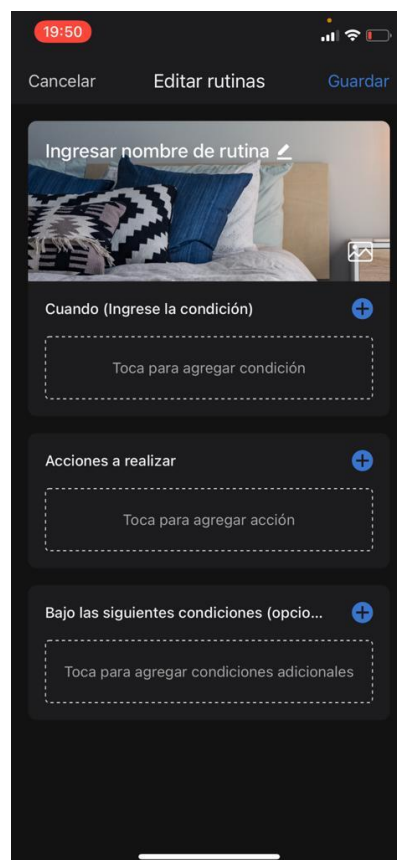 19:50
Cancelar
Editar rutinas
Guardar
Ingresar nombre de rutina
Cuando (Ingrese la condición)
Toca para agregar condición
Acciones a realizar
Toca para agregar acción
Bajo las siguientes condiciones (opcio...
Toca para agregar condiciones adicionales